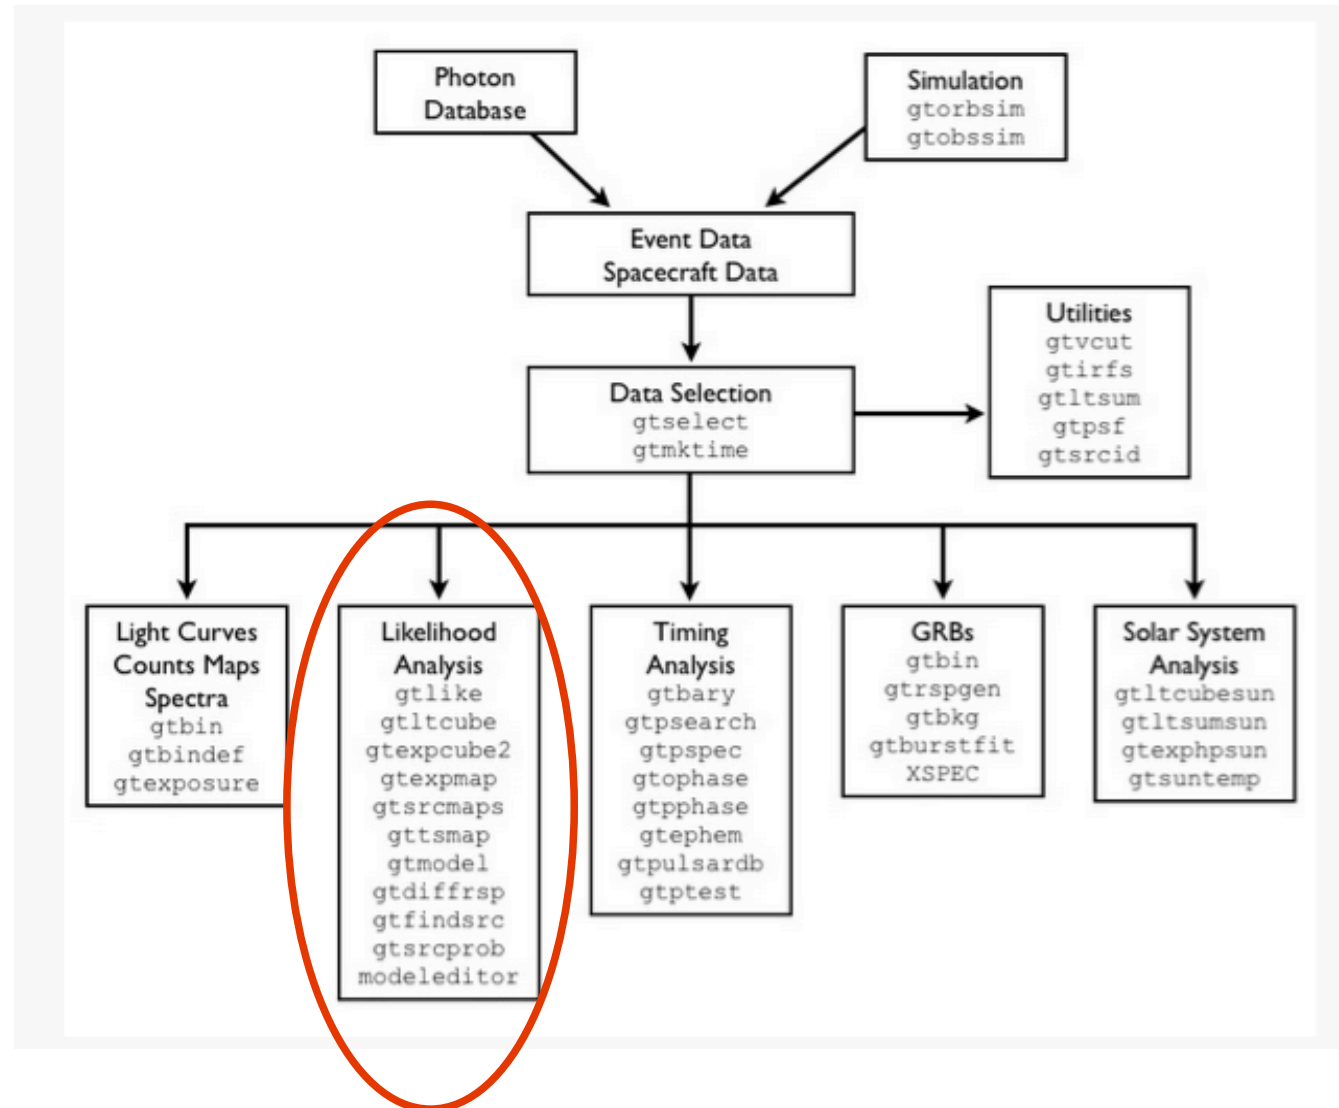 Photon
Database
Simulation
gtorbsim
gtobssim
Event Data
Spacecraft Data
Utilities
gtvcut
gtirfs
gtltsum
gtpsf
gtsrcid
Data Selection
gtselect
gtmktime
Light Curves
Counts Maps
Spectra
gtbin
gtbindef
gtexposure
Likelihood
Analysis
gtlike
gtltcube
gtexpcube2
gtexpmap
gtsrcmaps
gttsmap
gtmodel
gtdiffrsp
gtfindsrc
gtsrcprob
modeleditor
Timing
Analysis
gtbary
gtpsearch
gtpspec
gtophase
gtpphase
gtephem
gtpulsardb
gtptest
GRBs
gtbin
gtrspgen
gtbkg
gtburstfit
XSPEC
Solar System
Analysis
gtltcubesun
gtltsumsun
gtexphpsun
gtsuntemp